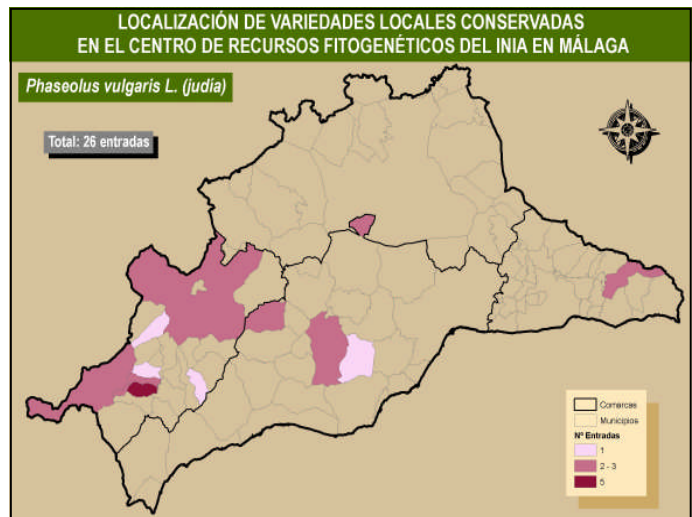 LOCALIZACIÓN DE VARIEDADES LOCALES CONSERVADAS
EN EL CENTRO DE RECURSOS FITOGENÉTICOS DEL INIA EN MÁLAGA
Phaseolus vulgaris L. (judía)
Total: 26 entradas
Comarcas
Municipios
Nº Entradas
1
2 - 3
5